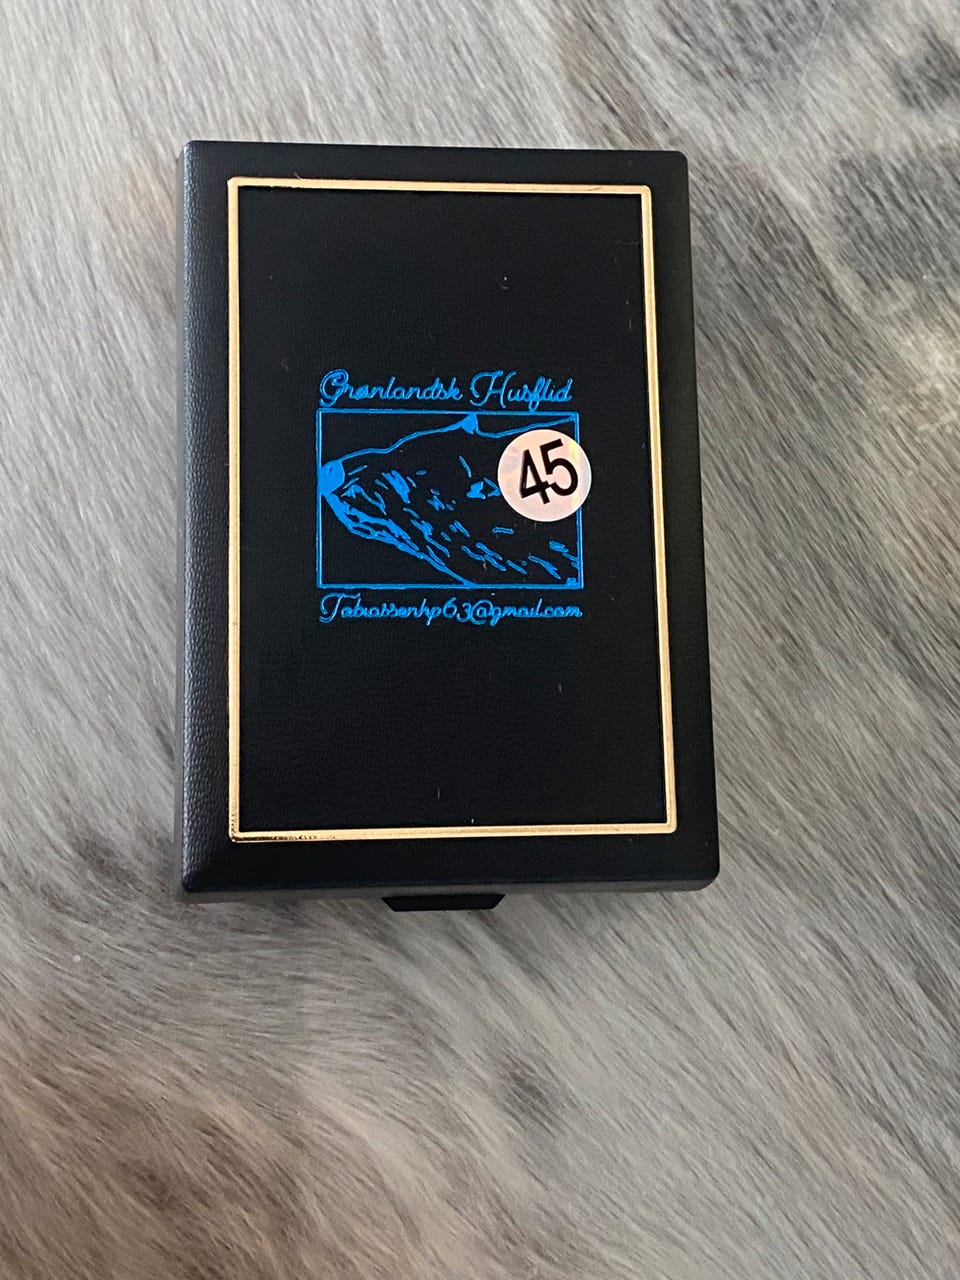 Grønlandsk Husflid
45
Tobiassenhp63@gmail.com